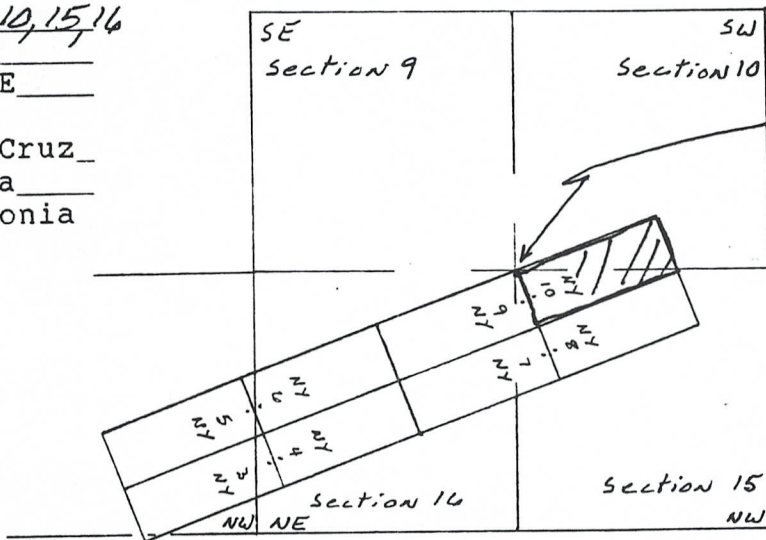 10, 15, 16
E
Cruz
a
onia
SE
Section 9
SW
Section 10
NY 10
NY 9
NY 8
NY 7
NY 6
NY 5
NY 4
NY 3
Section 16
NW NE
Section 15
NW